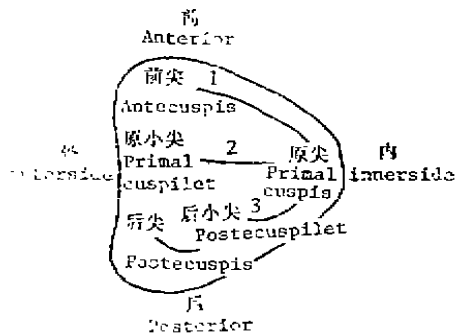 前
Anterior
前尖 1
Antecuspis
原小尖 2 原尖 内
Primal Primal innerside
cuspilet cuspis
后尖 后小尖 3
Postecuspilet
Postecuspis
后
Posterior